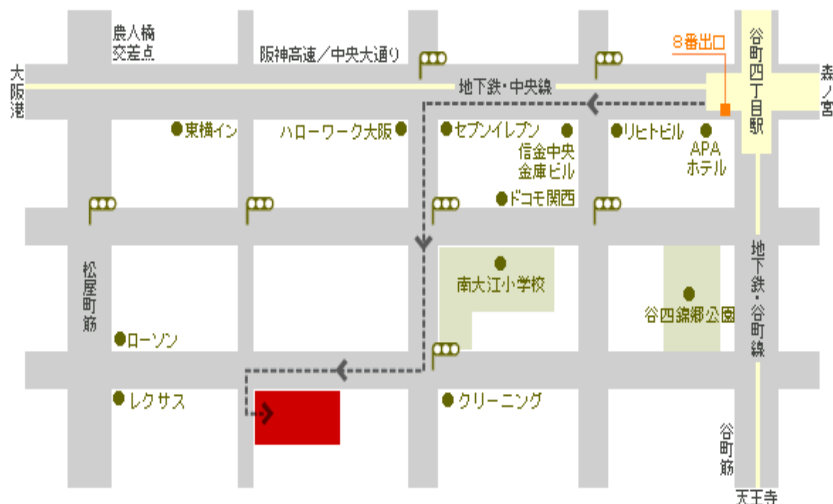 農人橋
交差点
阪神高速／中央大通り
8番出口
谷町四丁目駅
大阪港
地下鉄・中央線
森ノ宮
東横イン
ハローワーク大阪
セブンイレブン
信金中央
金庫ビル
リヒトビル
APA
ホテル
ドコモ関西
松屋町筋
南大江小学校
地下鉄・谷町線
谷四錦郷公園
ローソン
レクサス
クリーニング
谷町筋
天王寺